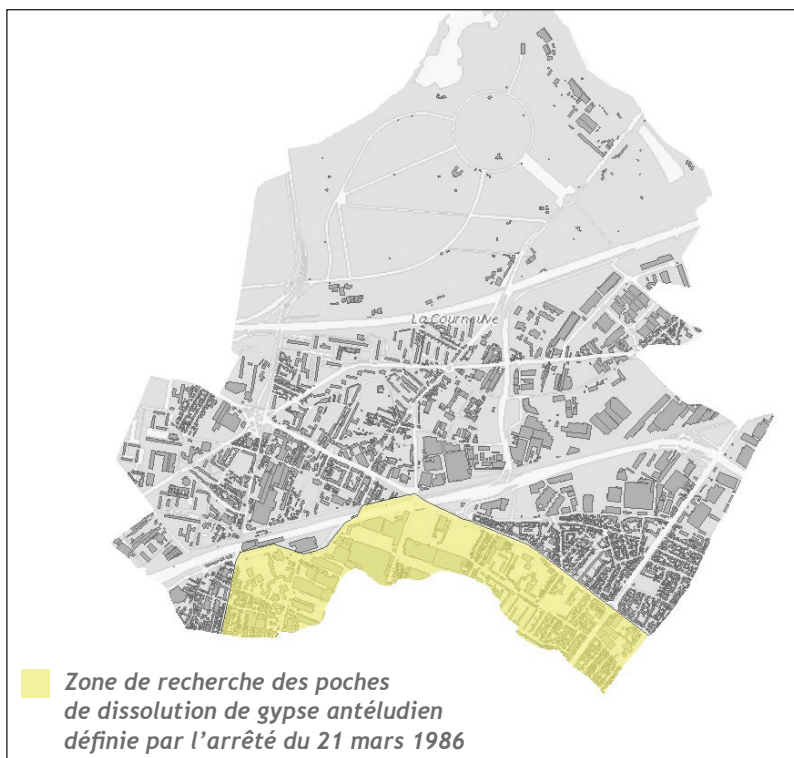 La Courneuve
Zone de recherche des poches
de dissolution de gypse antéludien
définie par l'arrêté du 21 mars 1986